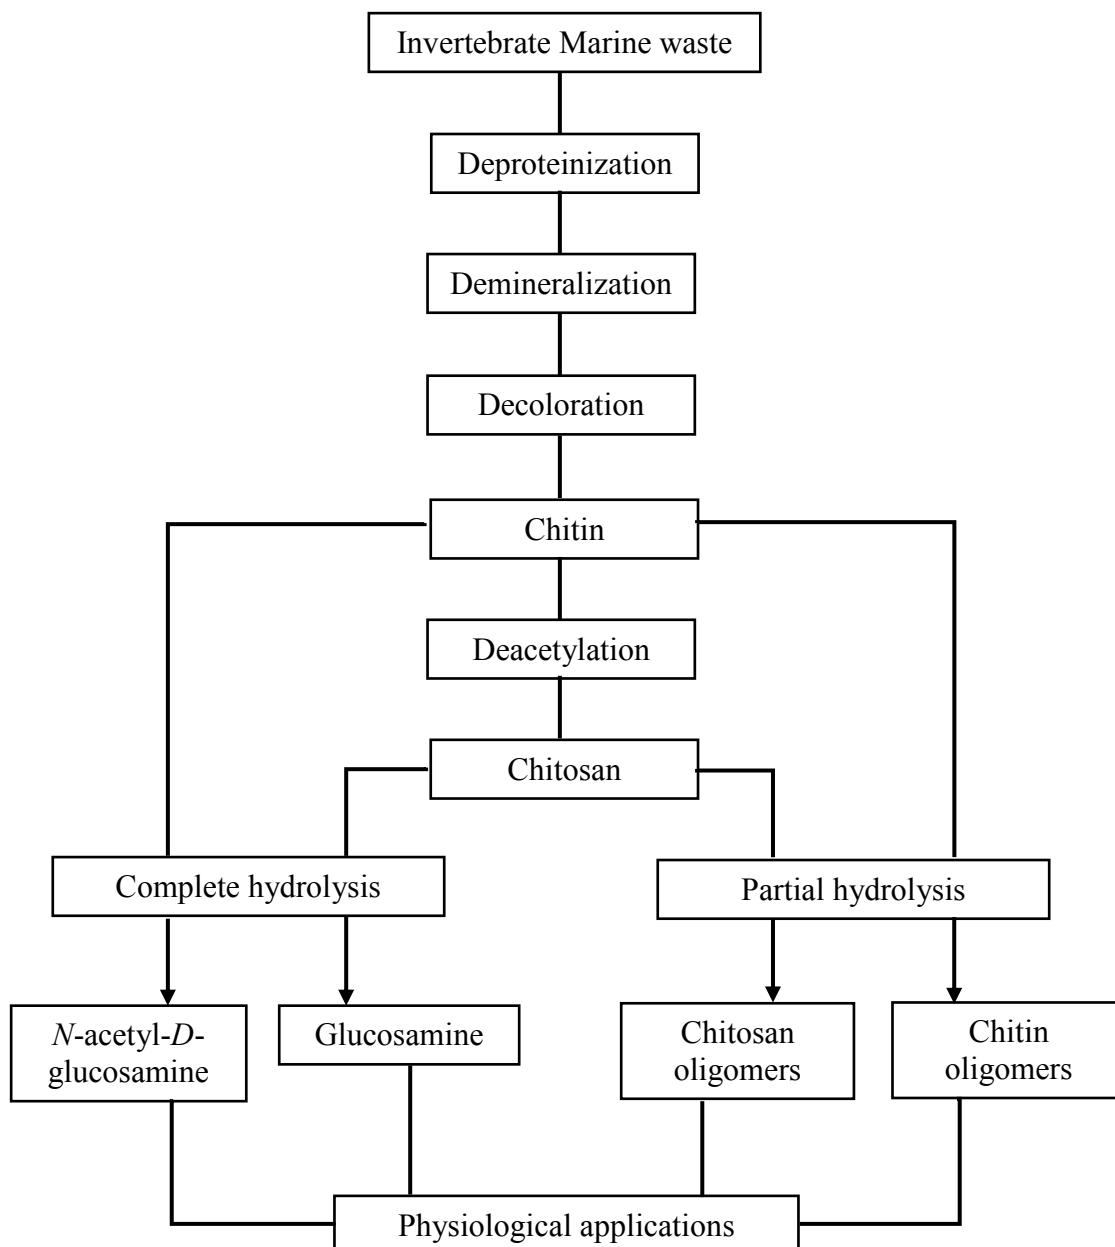 Invertebrate Marine waste
Deproteinization
Demineralization
Decoloration
Chitin
Deacetylation
Chitosan
Complete hydrolysis
Partial hydrolysis
N-acetyl-D-
glucosamine
Glucosamine
Chitosan
oligomers
Chitin
oligomers
Physiological applications